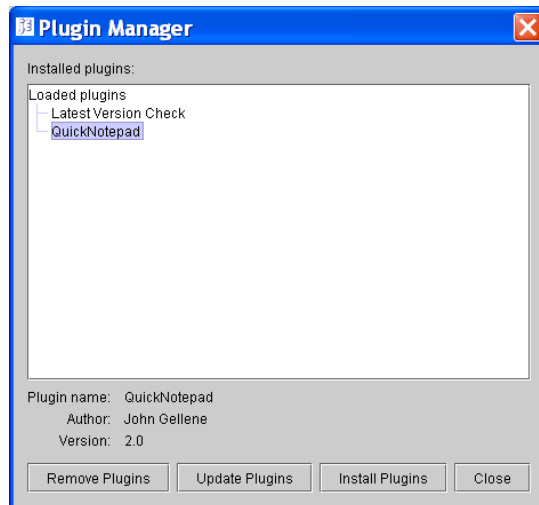 Plugin Manager
Installed plugins:
Loaded plugins
Latest Version Check
QuickNotepad
Plugin name: QuickNotepad
Author: John Gellene
Version: 2.0
Remove Plugins Update Plugins Install Plugins Close